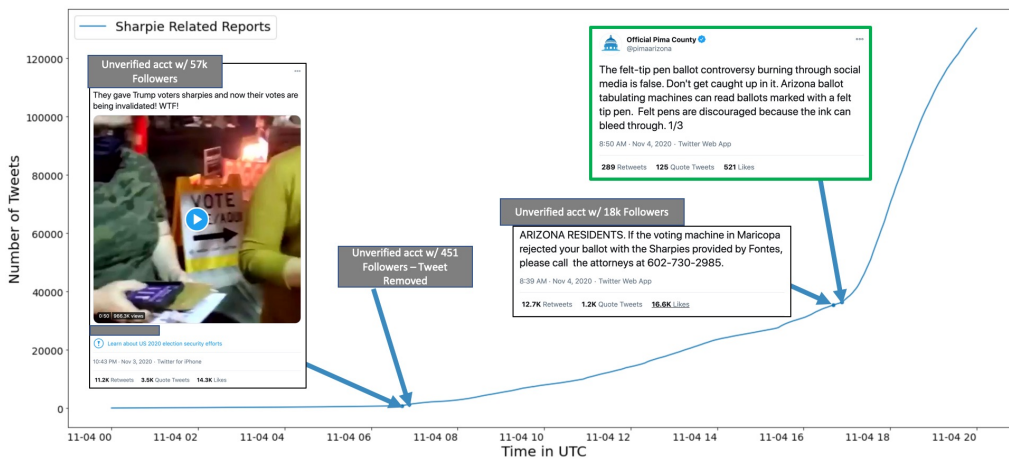 Sharpie Related Reports
Number of Tweets
120000
100000
80000
60000
40000
20000
0
Unverified acct w/ 57k
Followers
They gave Trump voters sharpies and now their votes are
being invalidated! WTF!
VOTE
0:50 966.3K views
Learn about US 2020 election security efforts
10:43 PM · Nov 3, 2020 · Twitter for iPhone
11.2K Retweets 3.5K Quote Tweets 14.3K Likes
Unverified acct w/ 451
Followers – Tweet
Removed
Official Pima County
@pimaarizona
The felt-tip pen ballot controversy burning through social
media is false. Don't get caught up in it. Arizona ballot
tabulating machines can read ballots marked with a felt
tip pen. Felt pens are discouraged because the ink can
bleed through. 1/3
8:50 AM · Nov 4, 2020 · Twitter Web App
289 Retweets 125 Quote Tweets 521 Likes
Unverified acct w/ 18k Followers
ARIZONA RESIDENTS. If the voting machine in Maricopa
rejected your ballot with the Sharpies provided by Fontes,
please call the attorneys at 602-730-2985.
8:39 AM · Nov 4, 2020 · Twitter Web App
12.7K Retweets 1.2K Quote Tweets 16.6K Likes
11-04 00 11-04 02 11-04 04 11-04 06 11-04 08 11-04 10 11-04 12 11-04 14 11-04 16 11-04 18 11-04 20
Time in UTC